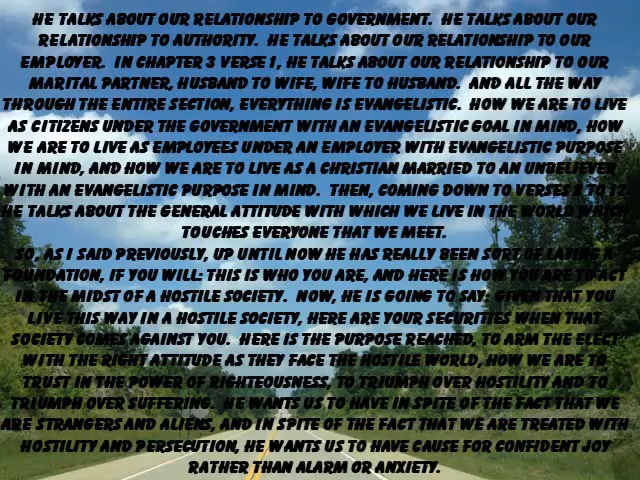 HE TALKS ABOUT OUR RELATIONSHIP TO GOVERNMENT. HE TALKS ABOUT OUR
RELATIONSHIP TO AUTHORITY. HE TALKS ABOUT OUR RELATIONSHIP TO OUR
EMPLOYER. IN CHAPTER 3 VERSE 1, HE TALKS ABOUT OUR RELATIONSHIP TO OUR
MARITAL PARTNER, HUSBAND TO WIFE, WIFE TO HUSBAND. AND ALL THE WAY
THROUGH THE ENTIRE SECTION, EVERYTHING IS EVANGELISTIC. HOW WE ARE TO LIVE
AS CITIZENS UNDER THE GOVERNMENT WITH AN EVANGELISTIC GOAL IN MIND, HOW
WE ARE TO LIVE AS EMPLOYEES UNDER AN EMPLOYER WITH EVANGELISTIC PURPOSE
IN MIND, AND HOW WE ARE TO LIVE AS A CHRISTIAN MARRIED TO AN UNBELIEVER
WITH AN EVANGELISTIC PURPOSE IN MIND. THEN, COMING DOWN TO VERSES 8 TO 12
HE TALKS ABOUT THE GENERAL ATTITUDE WITH WHICH WE LIVE IN THE WORLD WHICH
TOUCHES EVERYONE THAT WE MEET.
SO, AS I SAID PREVIOUSLY, UP UNTIL NOW HE HAS REALLY BEEN SORT OF LAYING A
FOUNDATION, IF YOU WILL: THIS IS WHO YOU ARE, AND HERE IS HOW YOU ARE TO ACT
IN THE MIDST OF A HOSTILE SOCIETY. NOW, HE IS GOING TO SAY: GIVEN THAT YOU
LIVE THIS WAY IN A HOSTILE SOCIETY, HERE ARE YOUR SECURITIES WHEN THAT
SOCIETY COMES AGAINST YOU. HERE IS THE PURPOSE REACHED, TO ARM THE ELECT
WITH THE RIGHT ATTITUDE AS THEY FACE THE HOSTILE WORLD, HOW WE ARE TO
TRUST IN THE POWER OF RIGHTEOUSNESS, TO TRIUMPH OVER HOSTILITY AND TO
TRIUMPH OVER SUFFERING. HE WANTS US TO HAVE IN SPITE OF THE FACT THAT WE
ARE STRANGERS AND ALIENS, AND IN SPITE OF THE FACT THAT WE ARE TREATED WITH
HOSTILITY AND PERSECUTION, HE WANTS US TO HAVE CAUSE FOR CONFIDENT JOY
RATHER THAN ALARM OR ANXIETY.